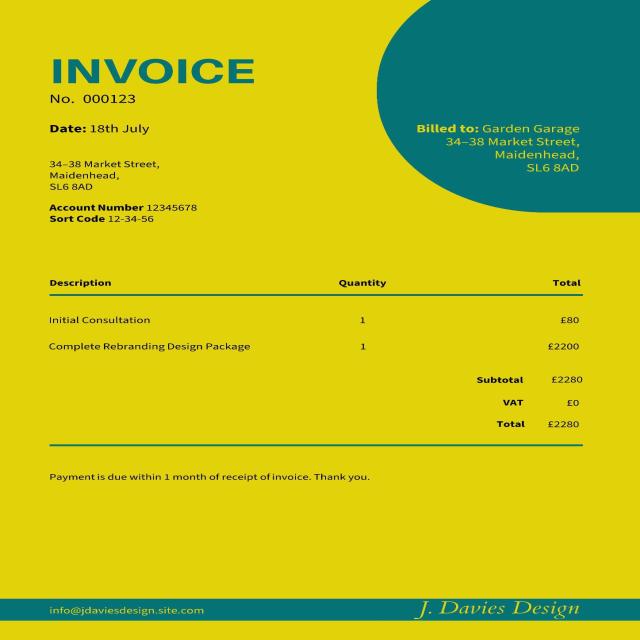 INVOICE
No. 000123
Date: 18th July
34–38 Market Street,
Maidenhead,
SL6 8AD
Account Number 12345678
Sort Code 12-34-56
Billed to: Garden Garage
34–38 Market Street,
Maidenhead,
SL6 8AD
Description Quantity Total
Initial Consultation 1 £80
Complete Rebranding Design Package 1 £2200
Subtotal £2280
VAT £0
Total £2280
Payment is due within 1 month of receipt of invoice. Thank you.
info@jdaviesdesign.site.com
J. Davies Design